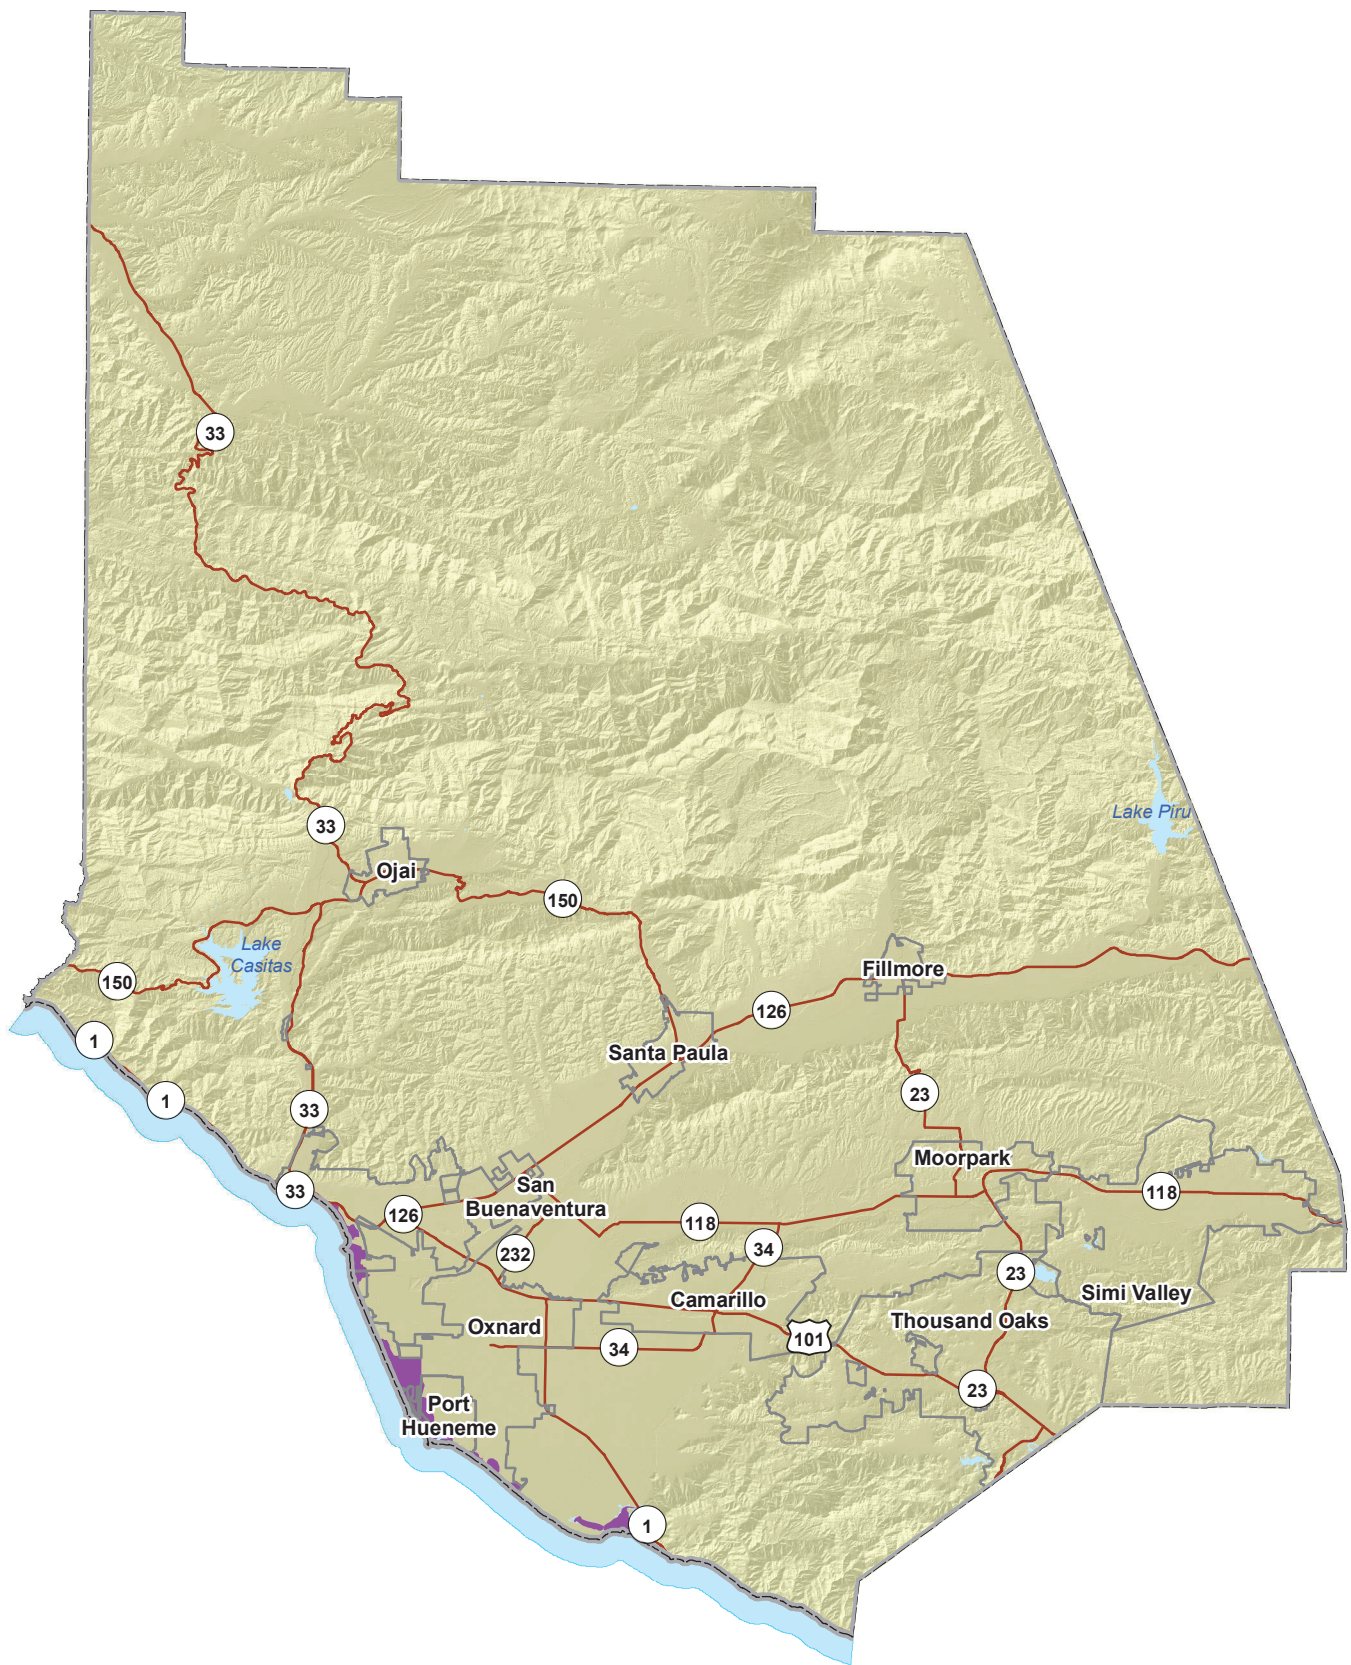 33
33
Ojai
150
Lake Piru
Lake
Casitas
150
Fillmore
126
1
Santa Paula
23
1
33
Moorpark
33
San
Buenaventura
126
118
118
232
34
23
Simi Valley
Camarillo
Thousand Oaks
Oxnard
101
34
23
Port
Hueneme
1